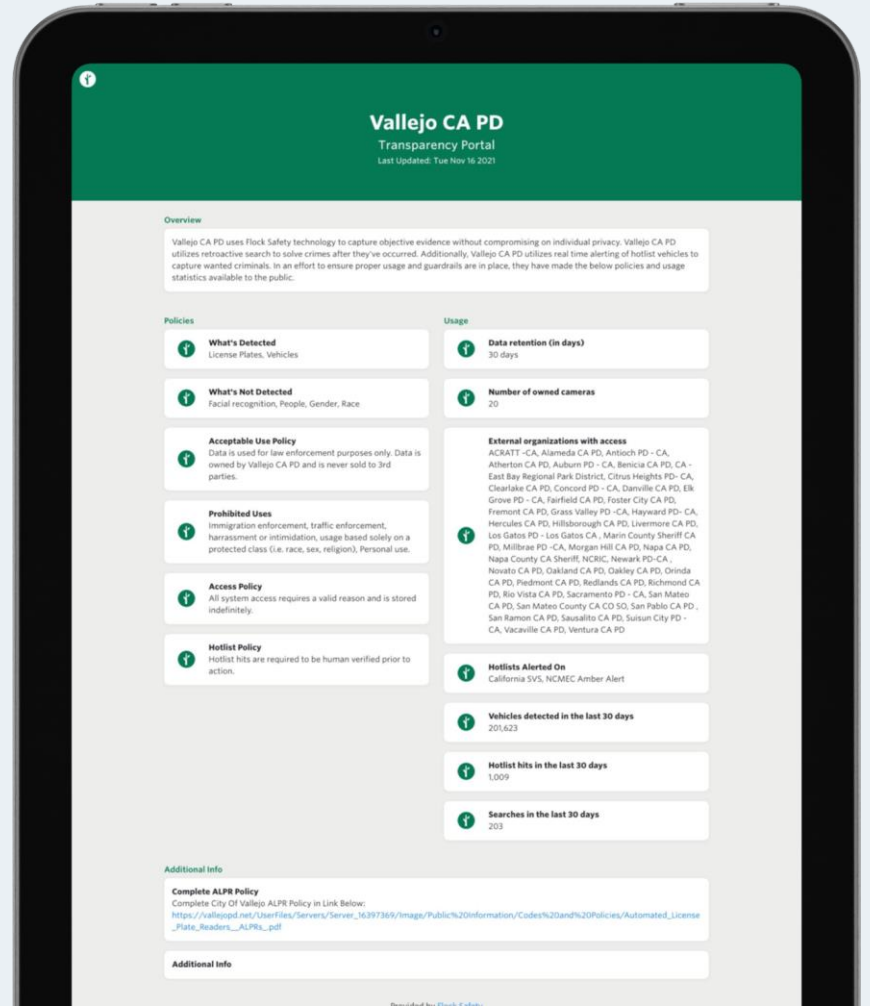 Vallejo CA PD
Transparency Portal
Last Updated: Tue Nov 16 2021
Overview
Vallejo CA PD uses Flock Safety technology to capture objective evidence without compromising on individual privacy. Vallejo CA PD
utilizes retroactive search to solve crimes after they've occurred. Additionally, Vallejo CA PD utilizes real time alerting of hotlist vehicles to
capture wanted criminals. In an effort to ensure proper usage and guardrails are in place, they have made the below policies and usage
statistics available to the public.
Policies
What's Detected
License Plates, Vehicles
What's Not Detected
Facial recognition, People, Gender, Race
Acceptable Use Policy
Data is used for law enforcement purposes only. Data is
owned by Vallejo CA PD and is never sold to 3rd
parties.
Prohibited Uses
Immigration enforcement, traffic enforcement,
harrassment or intimidation, usage based solely on a
protected class (i.e. race, sex, religion), Personal use.
Access Policy
All system access requires a valid reason and is stored
indefinitely.
Hotlist Policy
Hotlist hits are required to be human verified prior to
action.
Usage
Data retention (in days)
30 days
Number of owned cameras
20
External organizations with access
ACRATT -CA, Alameda CA PD, Antioch PD - CA,
Atherton CA PD, Auburn PD - CA, Benicia CA PD, CA -
East Bay Regional Park District, Citrus Heights PD- CA,
Clearlake CA PD, Concord PD - CA, Danville CA PD, Elk
Grove PD - CA, Fairfield CA PD, Foster City CA PD,
Fremont CA PD, Grass Valley PD -CA, Hayward PD- CA,
Hercules CA PD, Hillsborough CA PD, Livermore CA PD,
Los Gatos PD - Los Gatos CA , Marin County Sheriff CA
PD, Millbrae PD -CA, Morgan Hill CA PD, Napa CA PD,
Napa County CA Sheriff, NCRIC, Newark PD-CA ,
Novato CA PD, Oakland CA PD, Oakley CA PD, Orinda
CA PD, Piedmont CA PD, Redlands CA PD, Richmond CA
PD, Rio Vista CA PD, Sacramento PD - CA, San Mateo
CA PD, San Mateo County CA CO SO, San Pablo CA PD ,
San Ramon CA PD, Sausalito CA PD, Suisun City PD -
CA, Vacaville CA PD, Ventura CA PD
Hotlists Alerted On
California SVS, NCMEC Amber Alert
Vehicles detected in the last 30 days
201,623
Hotlist hits in the last 30 days
1,009
Searches in the last 30 days
203
Additional Info
Complete ALPR Policy
Complete City Of Vallejo ALPR Policy in Link Below:
https://vallejopd.net/UserFiles/Servers/Server_16397369/Image/Public%20Information/Codes%20and%20Policies/Automated_License
_Plate_Readers__ALPRs_.pdf
Additional Info
Provided by Flock Safety